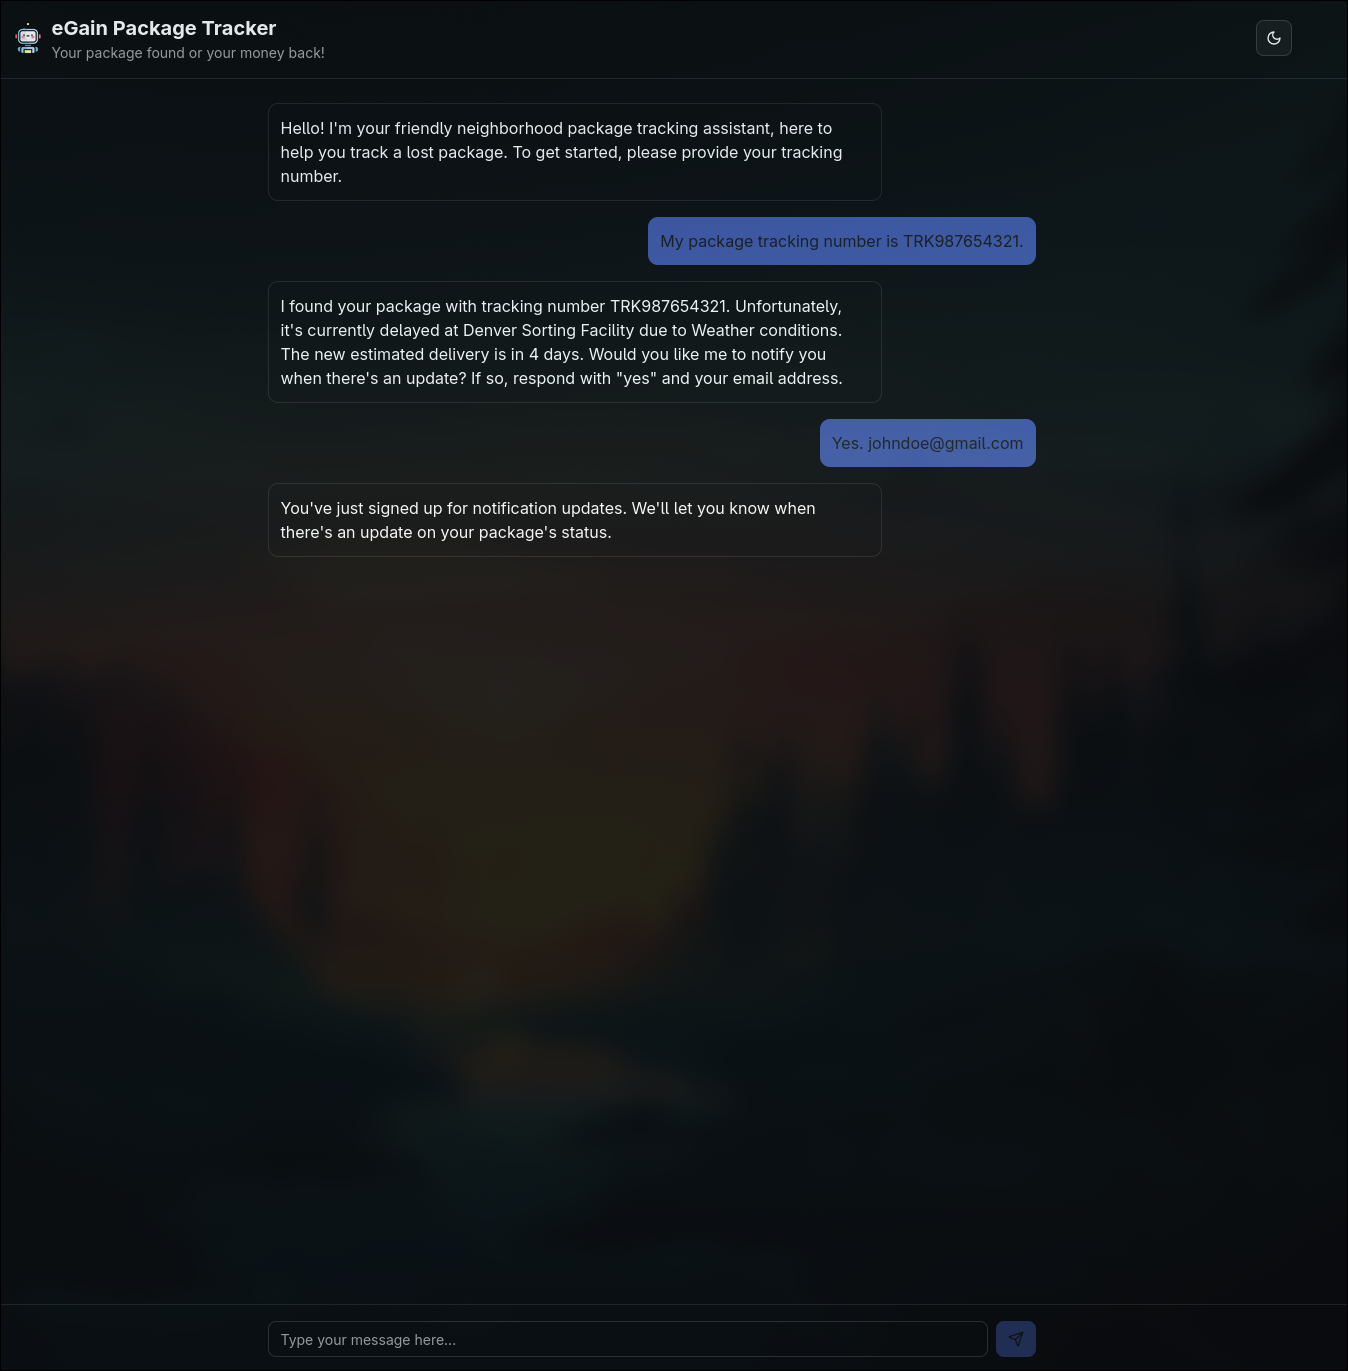 eGain Package Tracker
Your package found or your money back!
Hello! I'm your friendly neighborhood package tracking assistant, here to
help you track a lost package. To get started, please provide your tracking
number.
My package tracking number is TRK987654321.
I found your package with tracking number TRK987654321. Unfortunately,
it's currently delayed at Denver Sorting Facility due to Weather conditions.
The new estimated delivery is in 4 days. Would you like me to notify you
when there's an update? If so, respond with "yes" and your email address.
Yes. johndoe@gmail.com
You've just signed up for notification updates. We'll let you know when
there's an update on your package's status.
Type your message here...